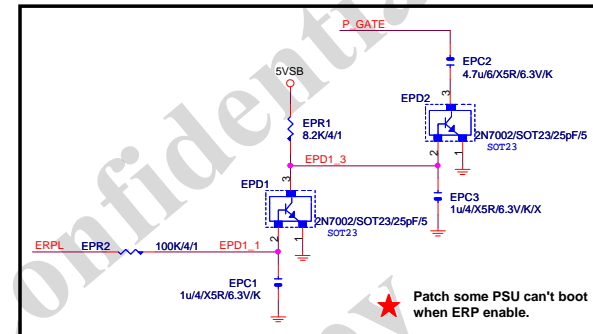 P_GATE
EPC2
4.7u/6/X5R/6.3V/K
5VSB
3
EPD2
EPR1
8.2K/4/1
2N7002/SOT23/25pF/5
SOT23
2
1
EPD1_3
3
EPD1
EPC3
1u/4/X5R/6.3V/K/X
2N7002/SOT23/25pF/5
SOT23
2
1
ERPL
EPR2
100K/4/1
EPD1_1
EPC1
1u/4/X5R/6.3V/K
Patch some PSU can't boot
when ERP enable.
onfidential